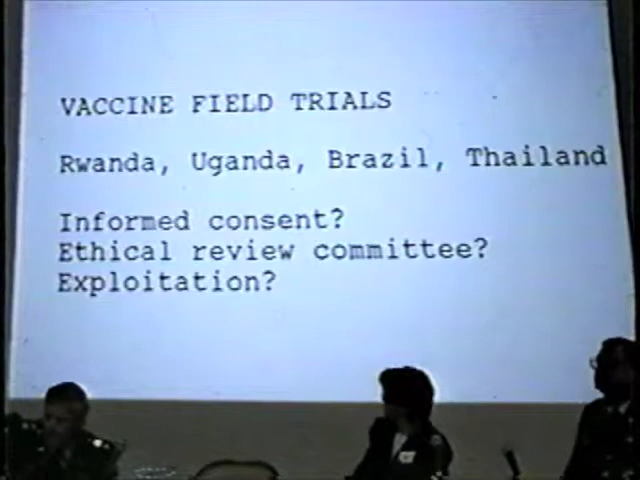 VACCINE FIELD TRIALS
Rwanda, Uganda, Brazil, Thailand
Informed consent?
Ethical review committee?
Exploitation?